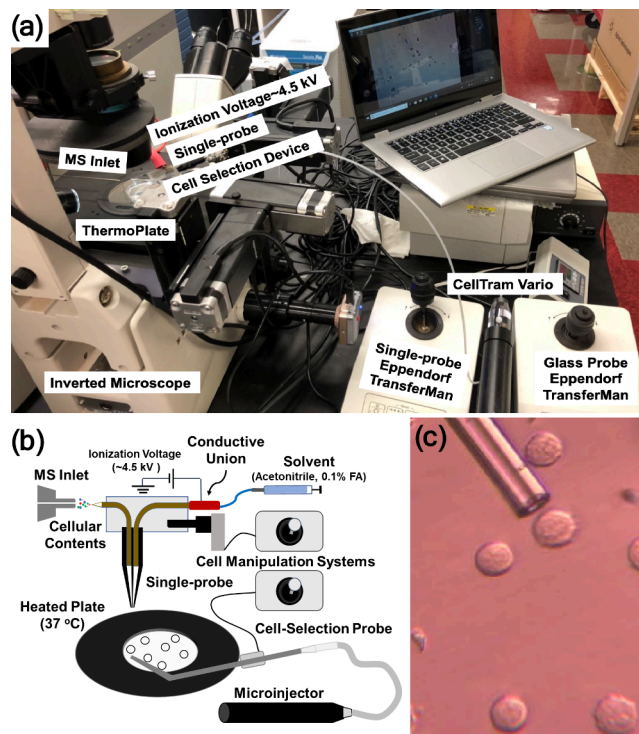 (a)
Ionization Voltage~4.5 kV
Single-probe
MS Inlet
Cell Selection Device
ThermoPlate
CellTram Vario
Single-probe
Eppendorf
TransferMan
Glass Probe
Eppendorf
TransferMan
Inverted Microscope
(b)
Ionization Voltage
(~4.5 kV )
Conductive
Union
Solvent
(Acetonitrile, 0.1% FA)
MS Inlet
Cellular
Contents
Cell Manipulation Systems
Single-probe
Heated Plate
(37 ºC)
Cell-Selection Probe
Microinjector
(c)